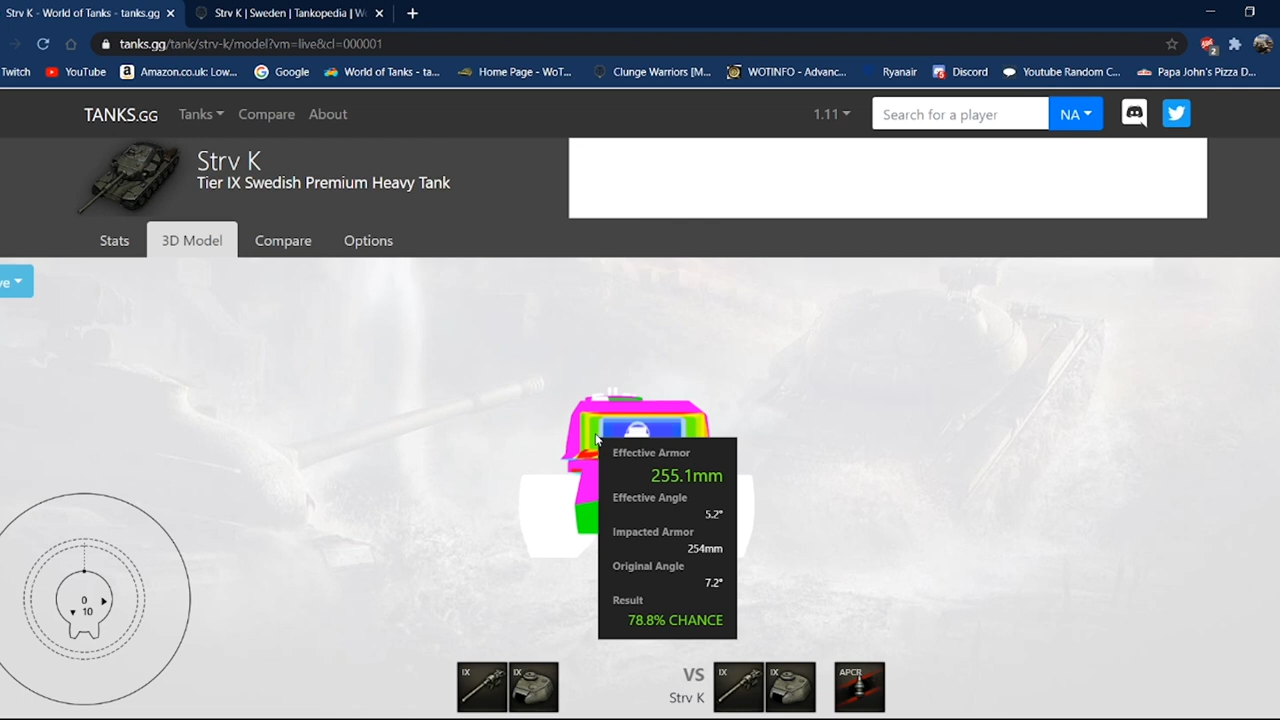 Strv K - World of Tanks - tanks.gg
Strv K | Sweden | Tankopedia | W
tanks.gg/tank/strv-k/model?vm=live&cl=000001
2
Twitch YouTube Amazon.co.uk: Low... Google World of Tanks - ta... Home Page - WoT... Clunge Warriors [M... WOTINFO - Advanc... Ryanair Discord Youtube Random C... Papa John's Pizza D...
TANKS.GG Tanks Compare About 1.11 Search for a player NA
Strv K
Tier IX Swedish Premium Heavy Tank
Stats 3D Model Compare Options
ve
Effective Armor
255.1mm
Effective Angle
5.2°
Impacted Armor
254mm
Original Angle
7.2°
Result
78.8% CHANCE
0
10
IX IX VS IX IX APCR
Strv K